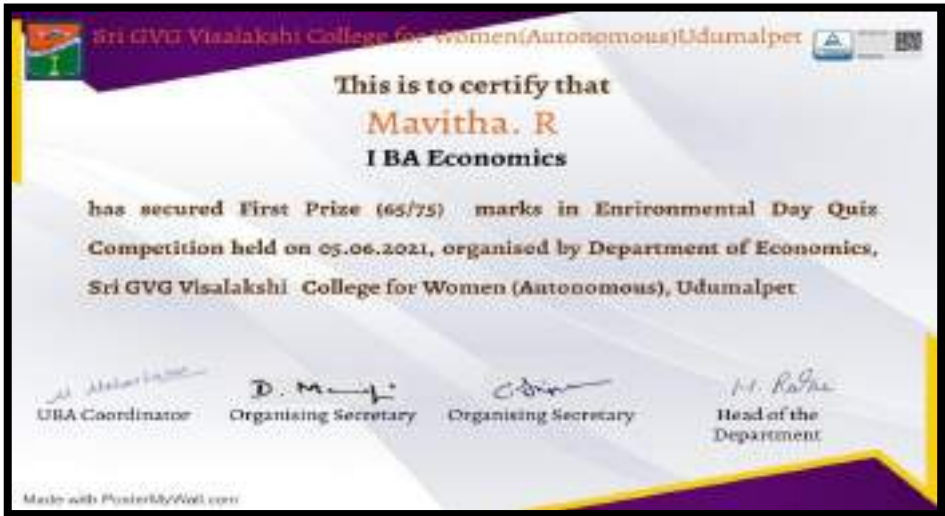 Sri GVG Visalakshi College for Women(Autonomous)Udumalpet
This is to certify that
Mavitha. R
I BA Economics
has secured First Prize (65/75) marks in Enrironmental Day Quiz
Competition held on 05.06.2021, organised by Department of Economics,
Sri GVG Visalakshi College for Women (Autonomous), Udumalpet
UBA Coordinator
Organising Secretary
Organising Secretary
Head of the
Department
Made with PosterMyWall.com